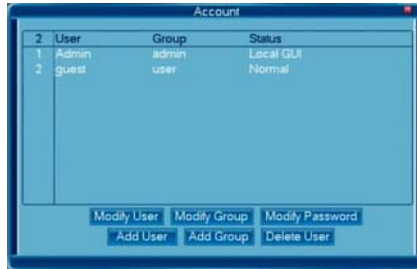 Account
2 User Group Status
1 Admin admin Local GUI
2 guest user Normal
Modify User Modify Group Modify Password
Add User Add Group Delete User